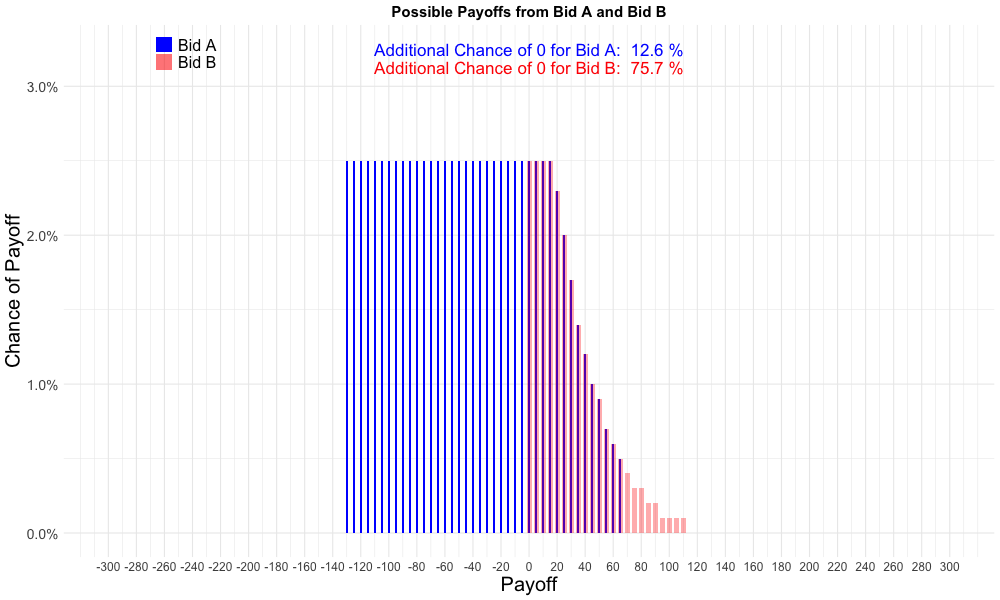 Possible Payoffs from Bid A and Bid B
Bid A
Bid B
Additional Chance of 0 for Bid A:  12.6 %
Additional Chance of 0 for Bid B:  75.7 %
Chance of Payoff
3.0%
2.0%
1.0%
0.0%
-300 -280 -260 -240 -220 -200 -180 -160 -140 -120 -100 -80 -60 -40 -20 0 20 40 60 80 100 120 140 160 180 200 220 240 260 280 300
Payoff